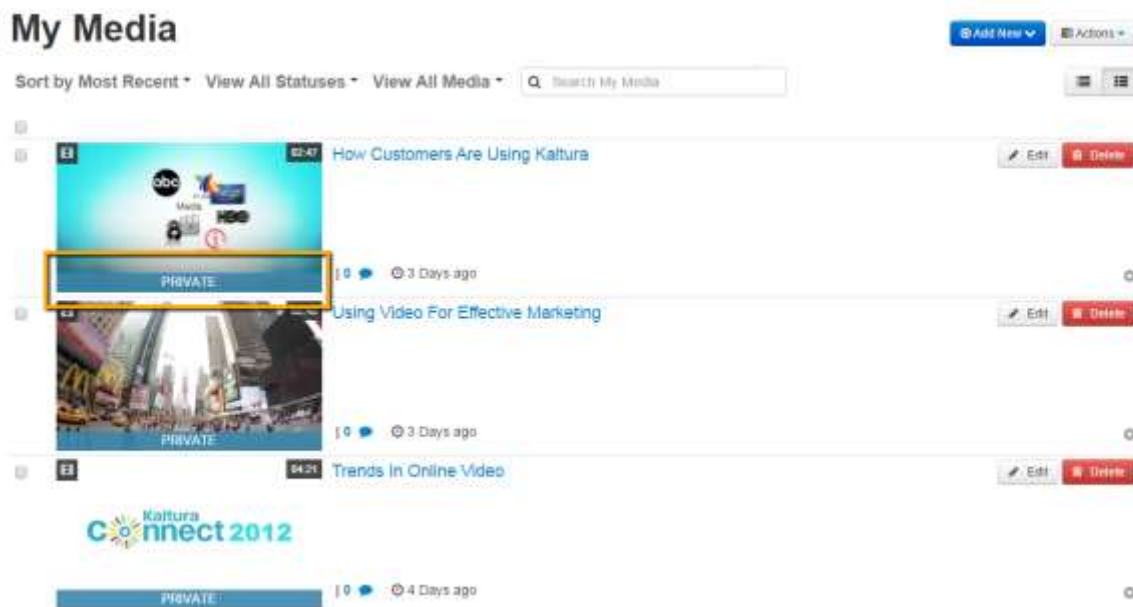 My Media
Add New
Actions
Sort by Most Recent
View All Statuses
View All Media
Search My Media
02:47
How Customers Are Using Kaltura
Edit
Delete
abc
Media
HBO
PRIVATE
| 0
3 Days ago
Using Video For Effective Marketing
Edit
Delete
PRIVATE
| 0
3 Days ago
04:21
Trends In Online Video
Edit
Delete
Kaltura
Connect 2012
PRIVATE
| 0
4 Days ago